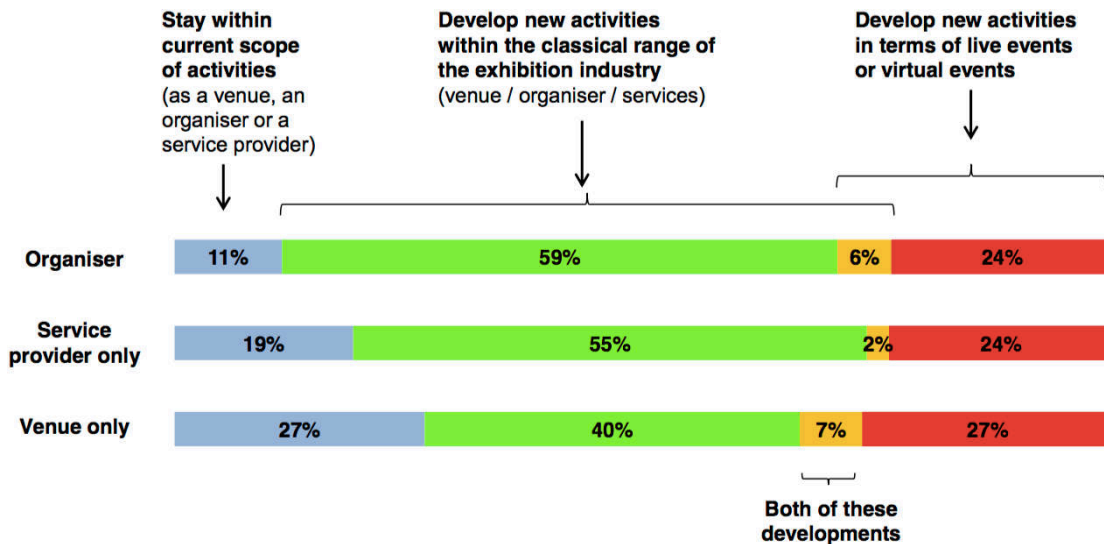 Stay within
current scope
of activities
(as a venue, an
organiser or a
service provider)
Develop new activities
within the classical range of
the exhibition industry
(venue / organiser / services)
Develop new activities
in terms of live events
or virtual events
Organiser
11%
59%
6%
24%
Service
provider only
19%
55%
2%
24%
Venue only
27%
40%
7%
27%
Both of these
developments